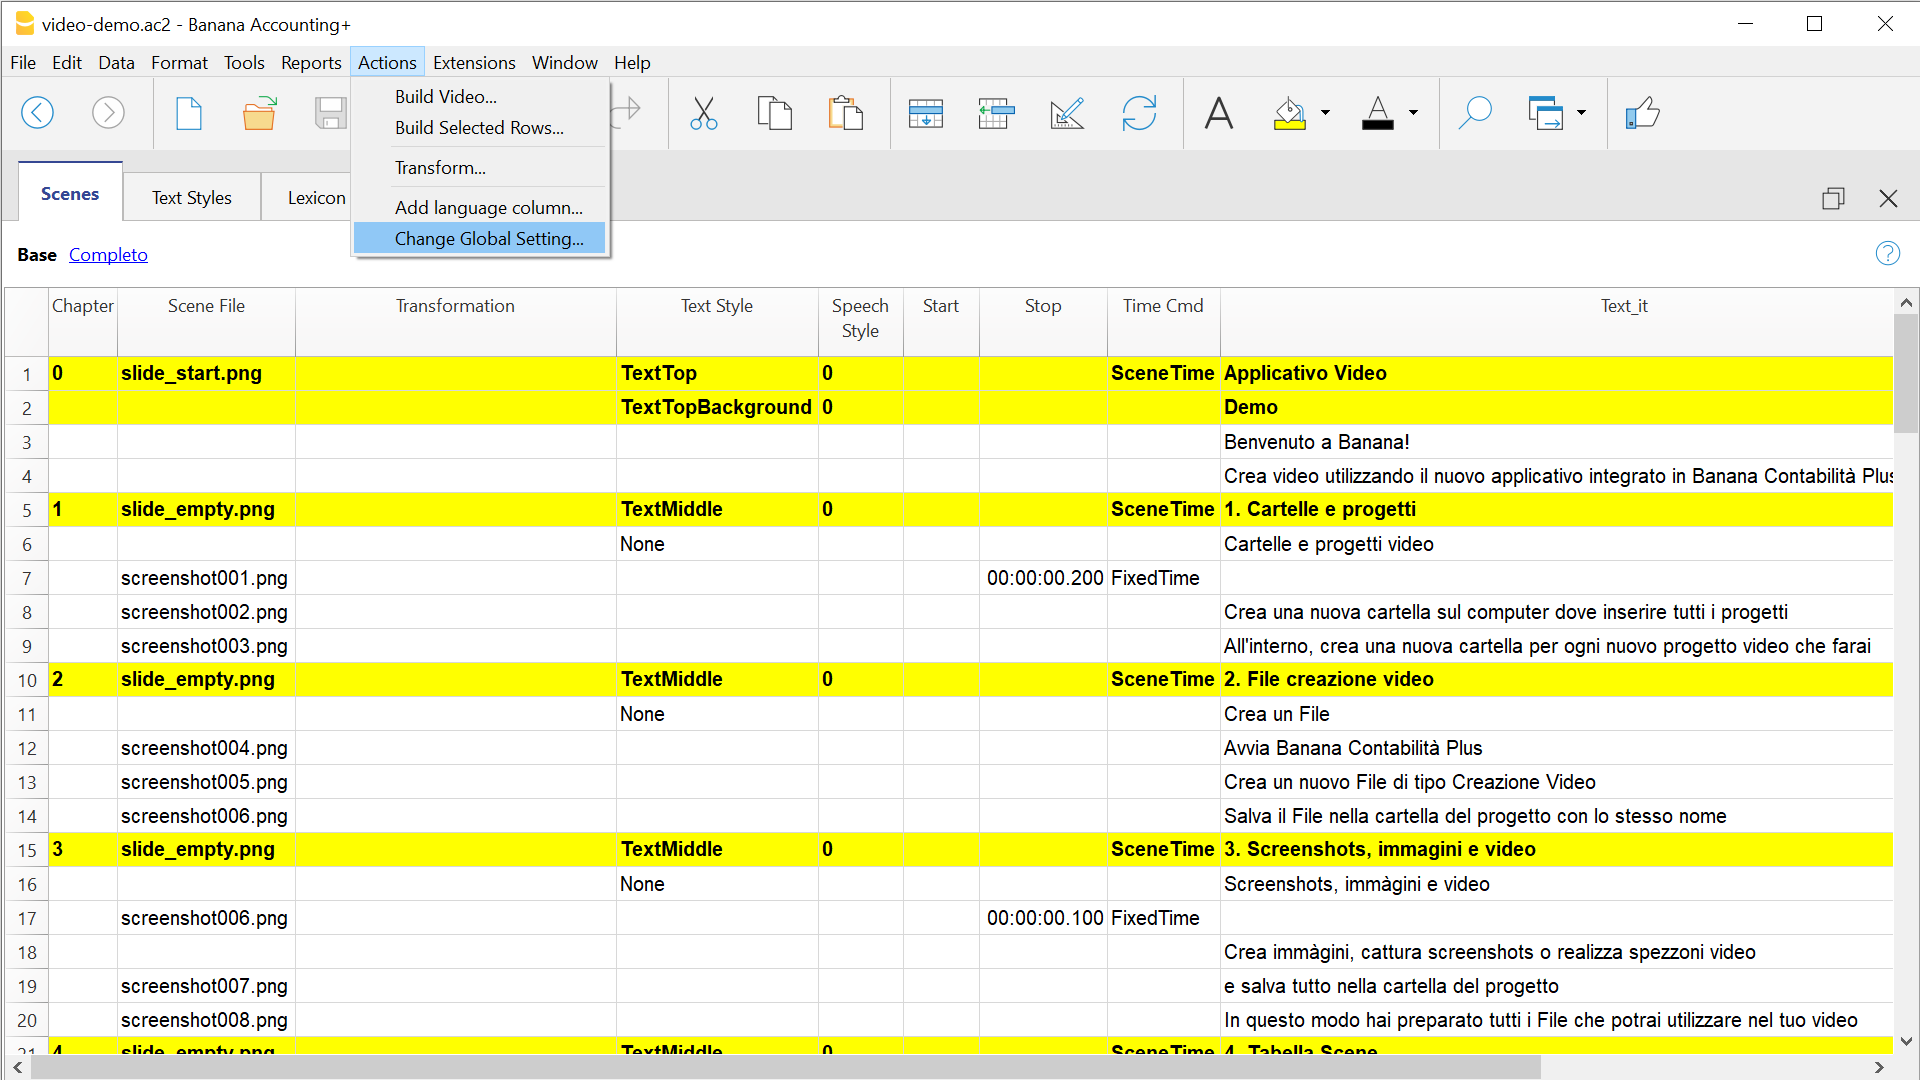 video-demo.ac2 - Banana Accounting+
File Edit Data Format Tools Reports Actions Extensions Window Help
Build Video...
Build Selected Rows...
Transform...
Add language column...
Change Global Setting...
Scenes Text Styles Lexicon
Base Completo
Chapter Scene File Transformation Text Style Speech Style Start Stop Time Cmd Text_it
1 0 slide_start.png TextTop 0 SceneTime Applicativo Video
2 TextTopBackground 0 Demo
3 Benvenuto a Banana!
4 Crea video utilizzando il nuovo applicativo integrato in Banana Contabilità Plus
5 1 slide_empty.png TextMiddle 0 SceneTime 1. Cartelle e progetti
6 None Cartelle e progetti video
7 screenshot001.png 00:00:00.200 FixedTime
8 screenshot002.png Crea una nuova cartella sul computer dove inserire tutti i progetti
9 screenshot003.png All'interno, crea una nuova cartella per ogni nuovo progetto video che farai
10 2 slide_empty.png TextMiddle 0 SceneTime 2. File creazione video
11 None Crea un File
12 screenshot004.png Avvia Banana Contabilità Plus
13 screenshot005.png Crea un nuovo File di tipo Creazione Video
14 screenshot006.png Salva il File nella cartella del progetto con lo stesso nome
15 3 slide_empty.png TextMiddle 0 SceneTime 3. Screenshots, immagini e video
16 None Screenshots, immàgini e video
17 screenshot006.png 00:00:00.100 FixedTime
18 Crea immàgini, cattura screenshots o realizza spezzoni video
19 screenshot007.png e salva tutto nella cartella del progetto
20 screenshot008.png In questo modo hai preparato tutti i File che potrai utilizzare nel tuo video
21 4 slide_empty.png TextMiddle 0 SceneTime 4. Tabella Scene